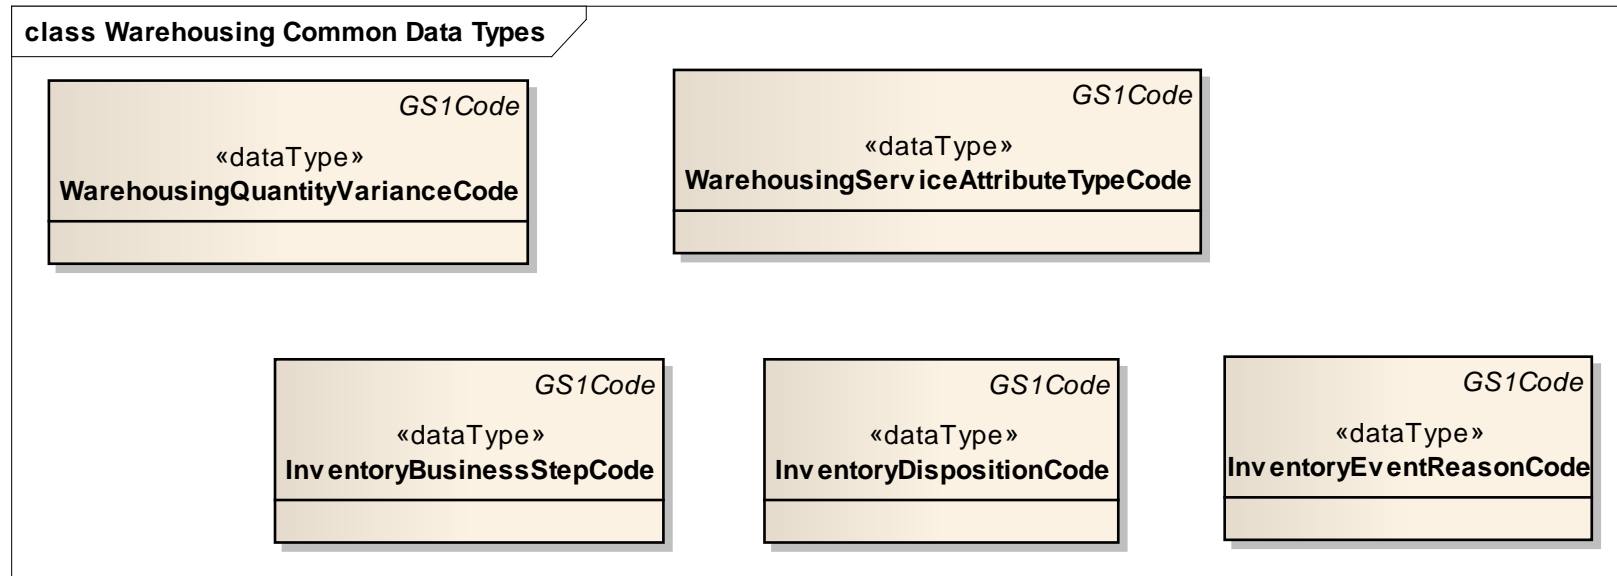 class Warehousing Common Data Types
GS1Code
«dataType»
WarehousingQuantityVarianceCode
GS1Code
«dataType»
WarehousingServiceAttributeTypeCode
GS1Code
«dataType»
InventoryBusinessStepCode
GS1Code
«dataType»
InventoryDispositionCode
GS1Code
«dataType»
InventoryEventReasonCode